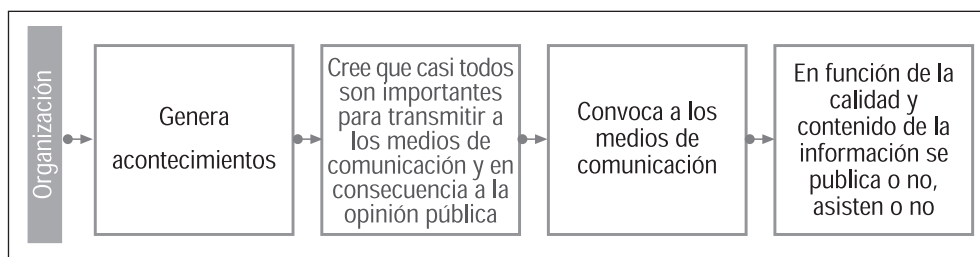 Organización
Genera
acontecimientos
Cree que casi todos
son importantes
para transmitir a
los medios de
comunicación y en
consecuencia a la
opinión pública
Convoca a los
medios de
comunicación
En función de la
calidad y
contenido de la
información se
publica o no,
asisten o no